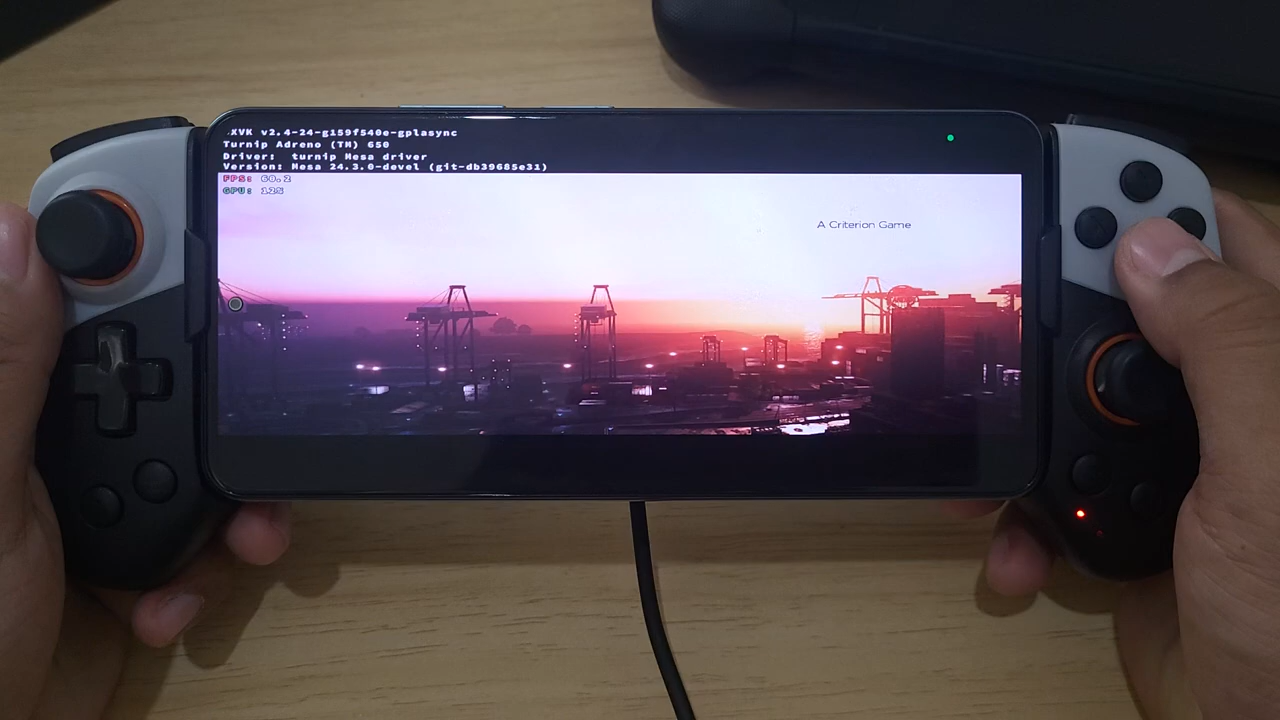 XVK v2.4-24-g159f540e-gplasync
Turnip Adreno (TM) 650
Driver: turnip Mesa driver
Version: Mesa 24.3.0-devel (git-db39685e31)
FPS: 60.2
GPU: 12%
A Criterion Game